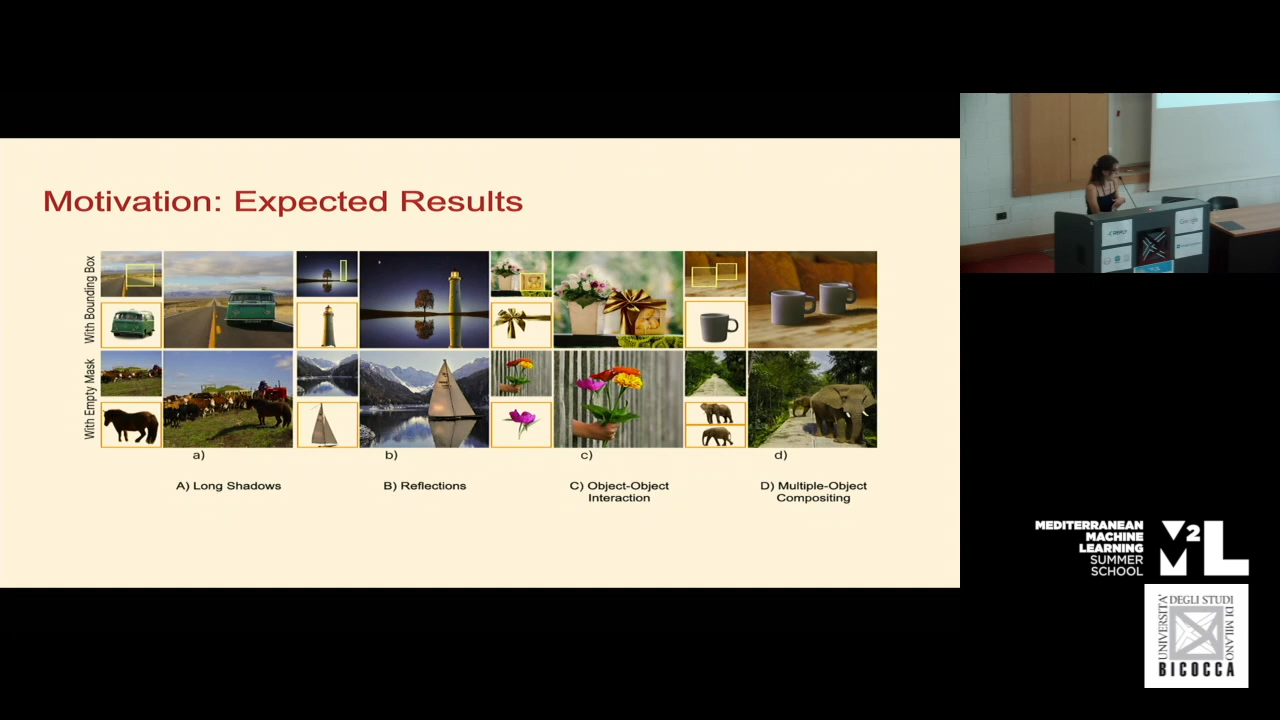 Motivation: Expected Results
With Bounding Box
With Empty Mask
a)
b)
c)
d)
A) Long Shadows
B) Reflections
C) Object-Object
Interaction
D) Multiple-Object
Compositing
MEDITERRANEAN
MACHINE
LEARNING
SUMMER
SCHOOL
M2L
UNIVERSITA'
DEGLI STUDI
DI MILANO
BICOCCA